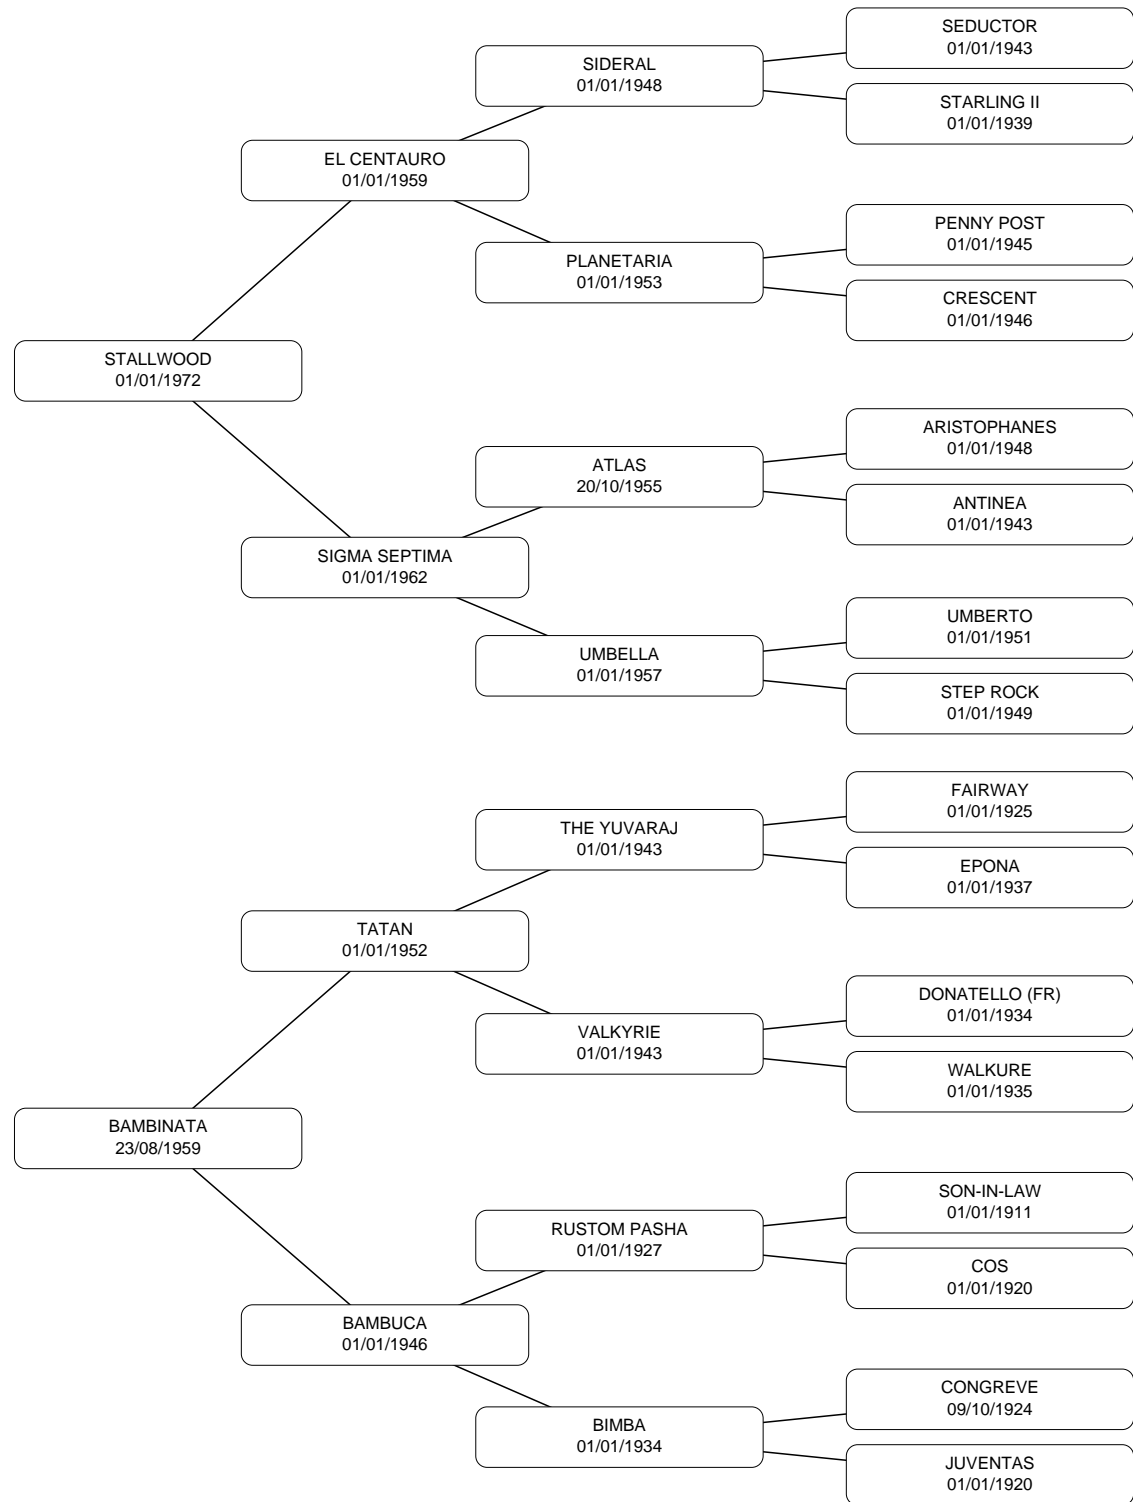 SEDUCTOR
01/01/1943
SIDERAL
01/01/1948
STARLING II
01/01/1939
EL CENTAURO
01/01/1959
PENNY POST
01/01/1945
PLANETARIA
01/01/1953
CRESCENT
01/01/1946
STALLWOOD
01/01/1972
ARISTOPHANES
01/01/1948
ATLAS
20/10/1955
ANTINEA
01/01/1943
SIGMA SEPTIMA
01/01/1962
UMBERTO
01/01/1951
UMBELLA
01/01/1957
STEP ROCK
01/01/1949
FAIRWAY
01/01/1925
THE YUVARAJ
01/01/1943
EPONA
01/01/1937
TATAN
01/01/1952
DONATELLO (FR)
01/01/1934
VALKYRIE
01/01/1943
WALKURE
01/01/1935
BAMBINATA
23/08/1959
SON-IN-LAW
01/01/1911
RUSTOM PASHA
01/01/1927
COS
01/01/1920
BAMBUCA
01/01/1946
CONGREVE
09/10/1924
BIMBA
01/01/1934
JUVENTAS
01/01/1920